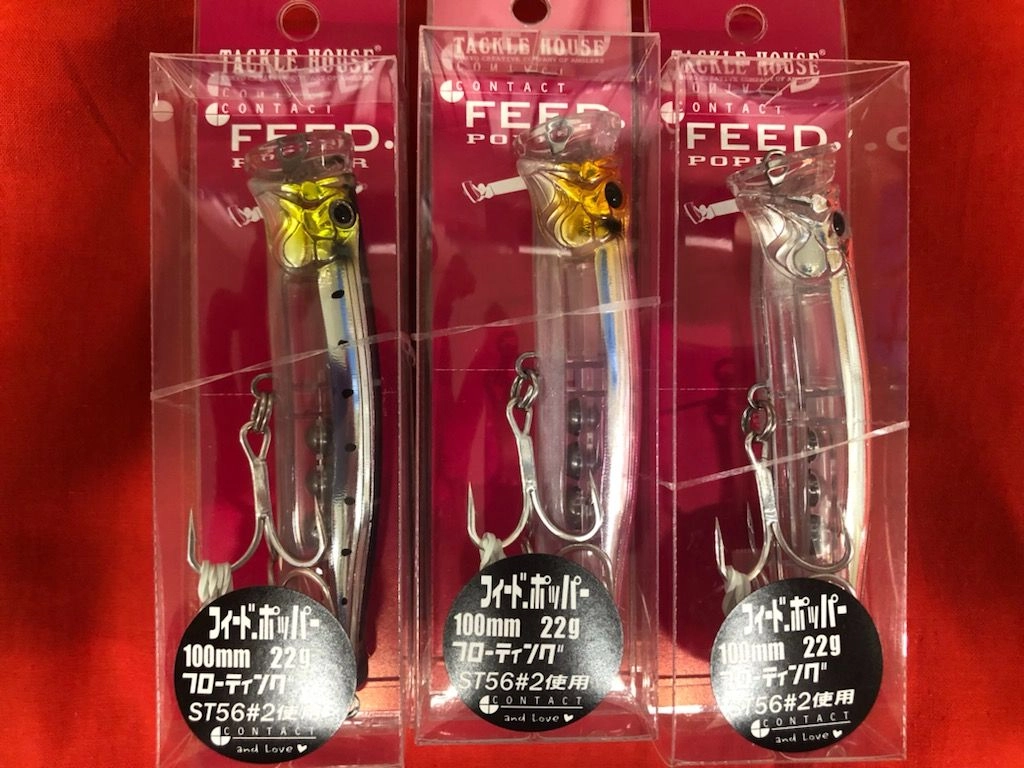 TACKLE HOUSE®
CONTACT
FEED.
POPPER
フィード.ポッパー
100mm 22g
フローティング
ST56#2使用
CONTACT
and Love
TACKLE HOUSE
CREATIVE COMPANY OF ANGLERS
CONTACT
FEED.
フィード.ポッパー
100mm 22g
フローティング
ST56#2使用
CONTACT
and Love
TACKLE HOUSE®
CONTACT
FEED.
POPPER
フィード.ポッパー
100mm 22g
フローティング
ST56#2使用
CONTACT
and Love